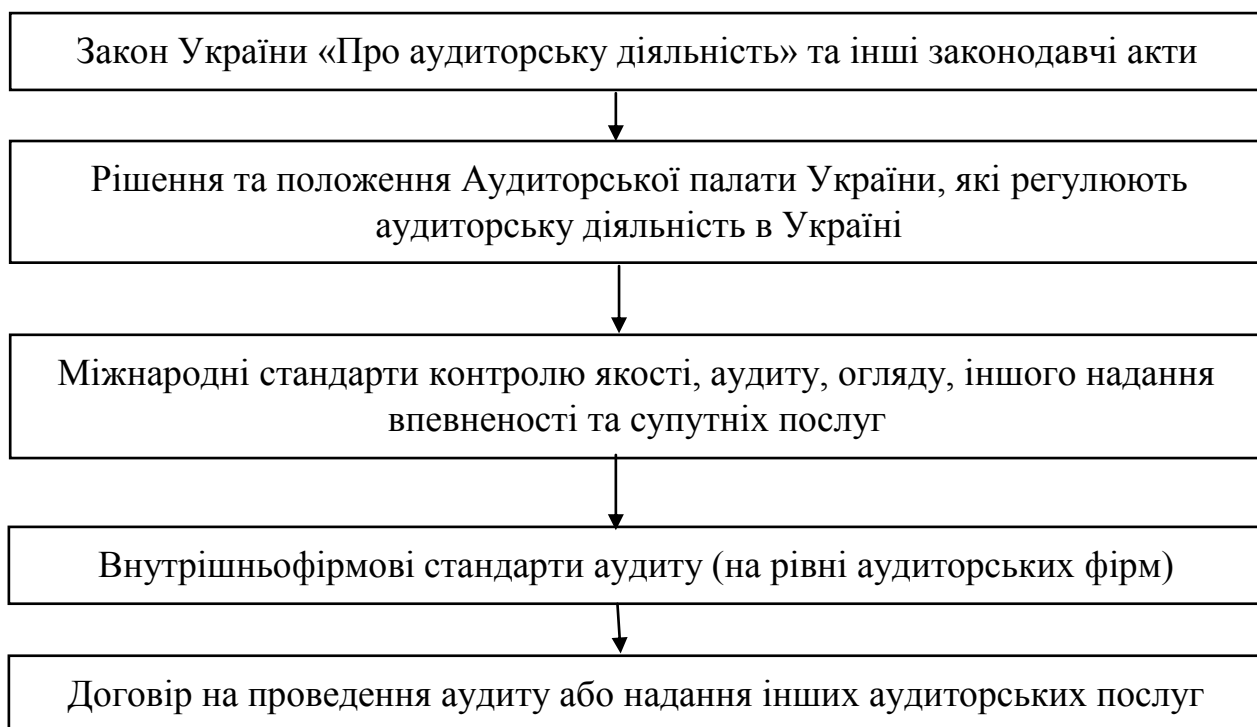 Закон України «Про аудиторську діяльність» та інші законодавчі акти
Рішення та положення Аудиторської палати України, які регулюють
аудиторську діяльність в Україні
Міжнародні стандарти контролю якості, аудиту, огляду, іншого надання
впевненості та супутніх послуг
Внутрішньофірмові стандарти аудиту (на рівні аудиторських фірм)
Договір на проведення аудиту або надання інших аудиторських послуг